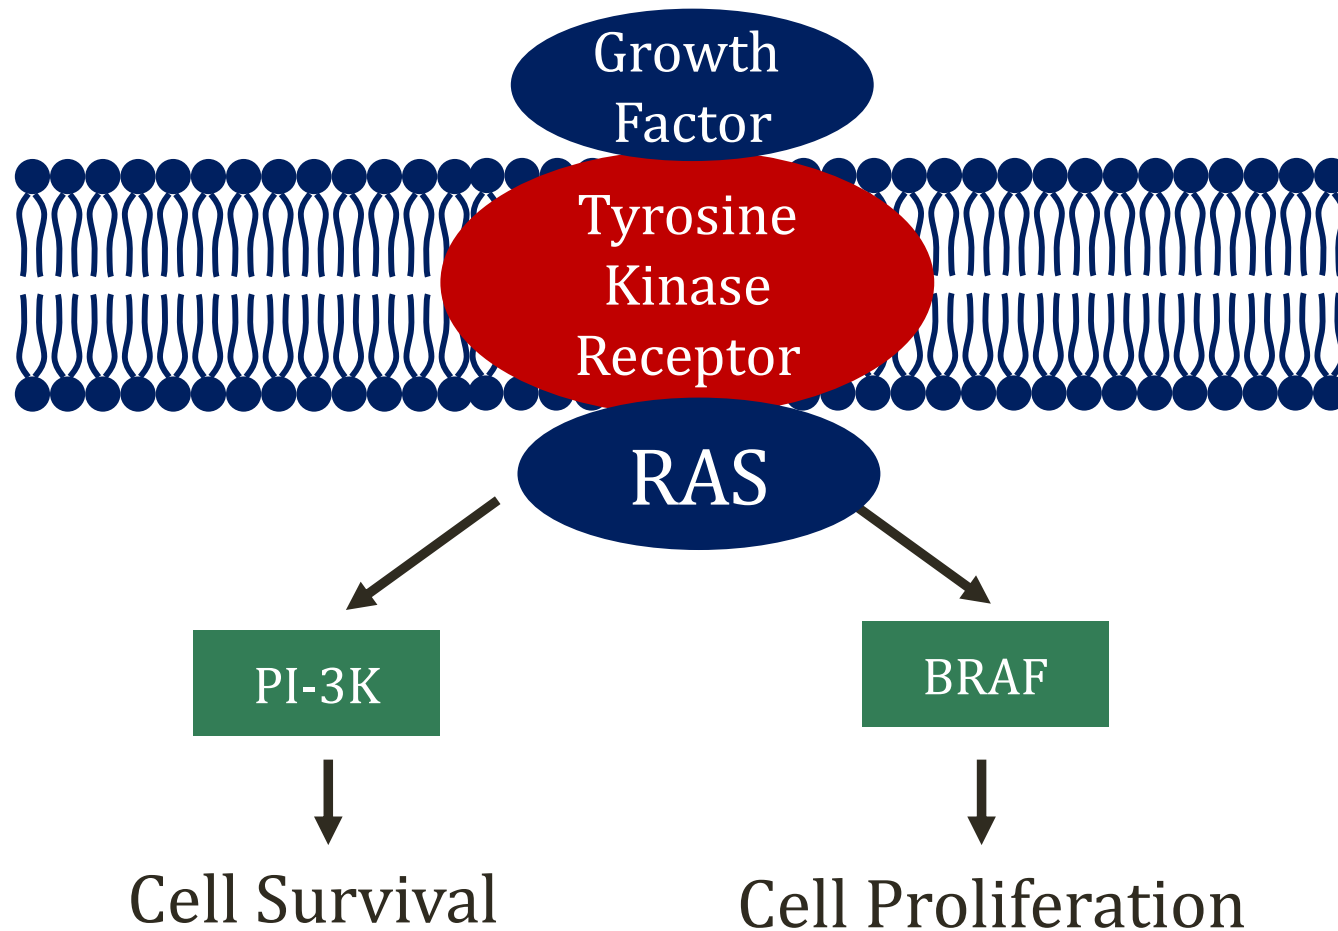 Growth
Factor
Tyrosine
Kinase
Receptor
RAS
PI-3K
BRAF
Cell Survival
Cell Proliferation